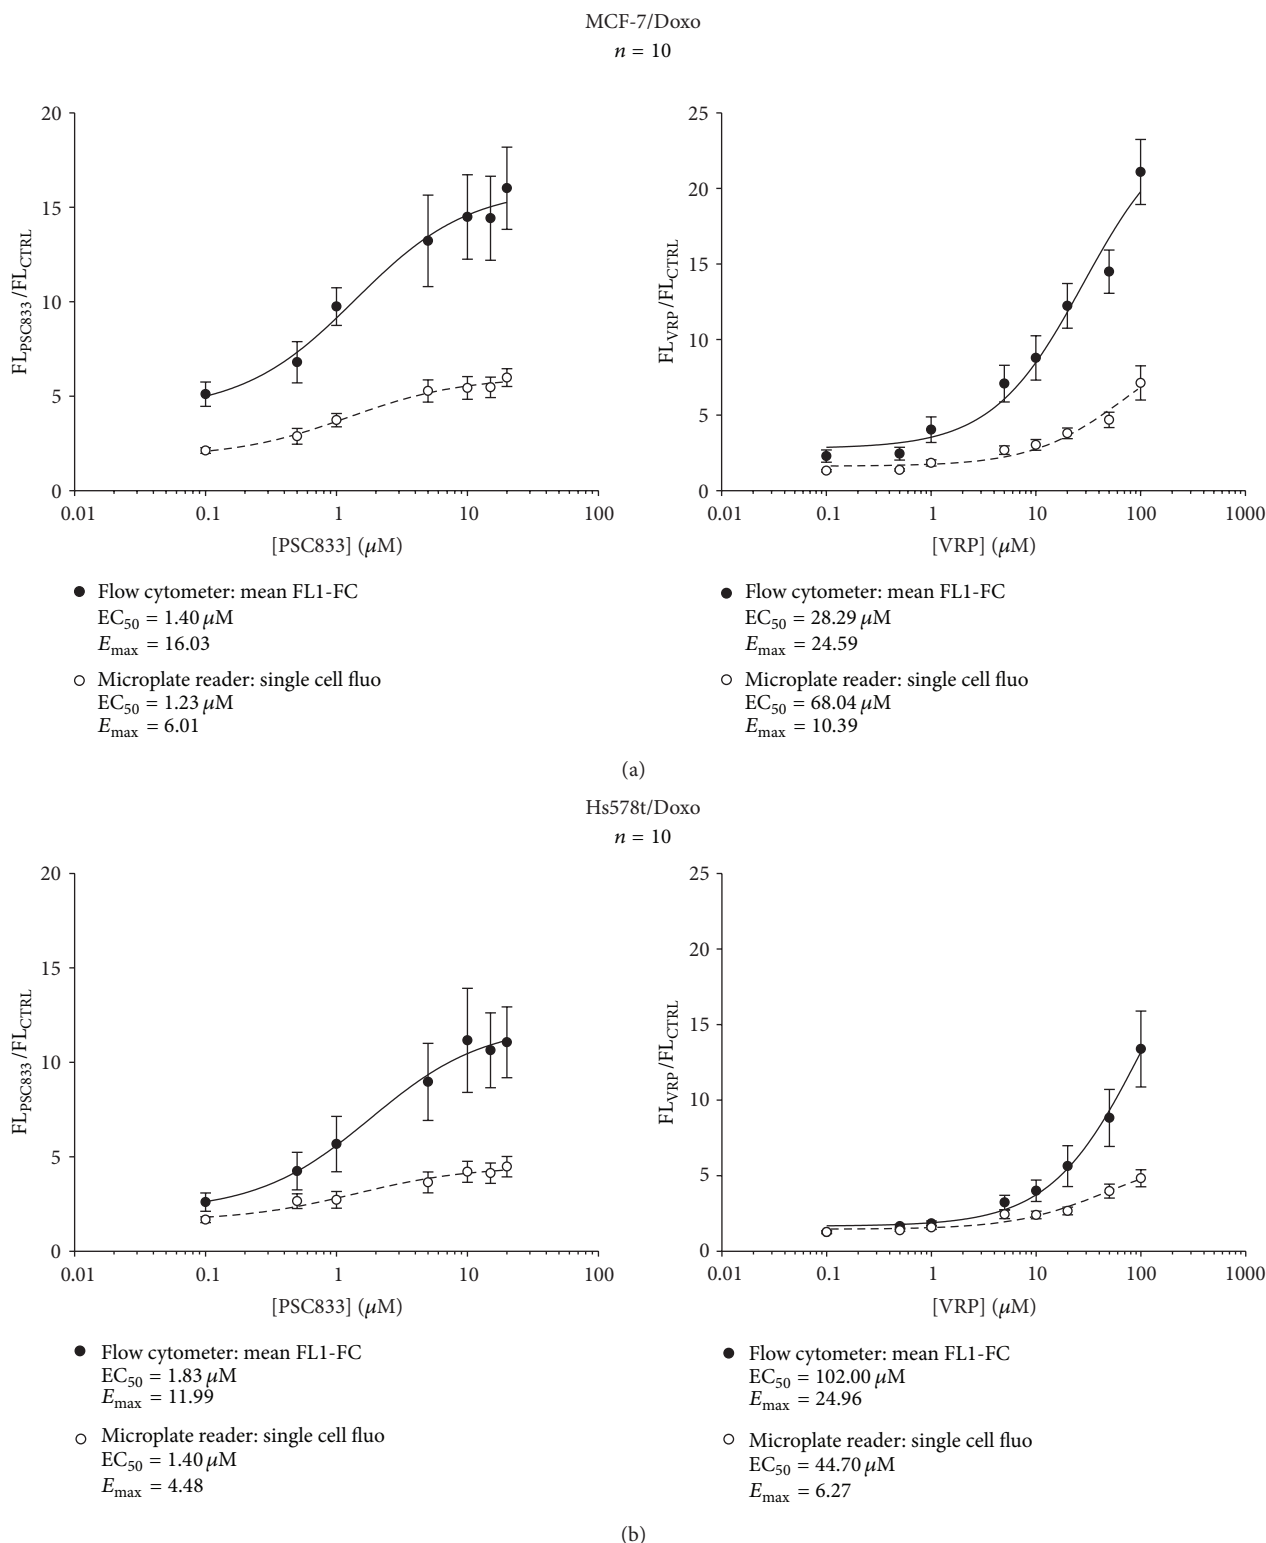 MCF-7/Doxo
n = 10
20
15
10
5
0
FL_PSC833/FL_CTRL
0.01 0.1 1 10 100
[PSC833] (μM)
25
20
15
10
5
0
FL_VRP/FL_CTRL
0.01 0.1 1 10 100 1000
[VRP] (μM)
Flow cytometer: mean FL1-FC
EC50 = 1.40 μM
Emax = 16.03
Microplate reader: single cell fluo
EC50 = 1.23 μM
Emax = 6.01
Flow cytometer: mean FL1-FC
EC50 = 28.29 μM
Emax = 24.59
Microplate reader: single cell fluo
EC50 = 68.04 μM
Emax = 10.39
(a)
Hs578t/Doxo
n = 10
20
15
10
5
0
FL_PSC833/FL_CTRL
0.01 0.1 1 10 100
[PSC833] (μM)
25
20
15
10
5
0
FL_VRP/FL_CTRL
0.01 0.1 1 10 100 1000
[VRP] (μM)
Flow cytometer: mean FL1-FC
EC50 = 1.83 μM
Emax = 11.99
Microplate reader: single cell fluo
EC50 = 1.40 μM
Emax = 4.48
Flow cytometer: mean FL1-FC
EC50 = 102.00 μM
Emax = 24.96
Microplate reader: single cell fluo
EC50 = 44.70 μM
Emax = 6.27
(b)